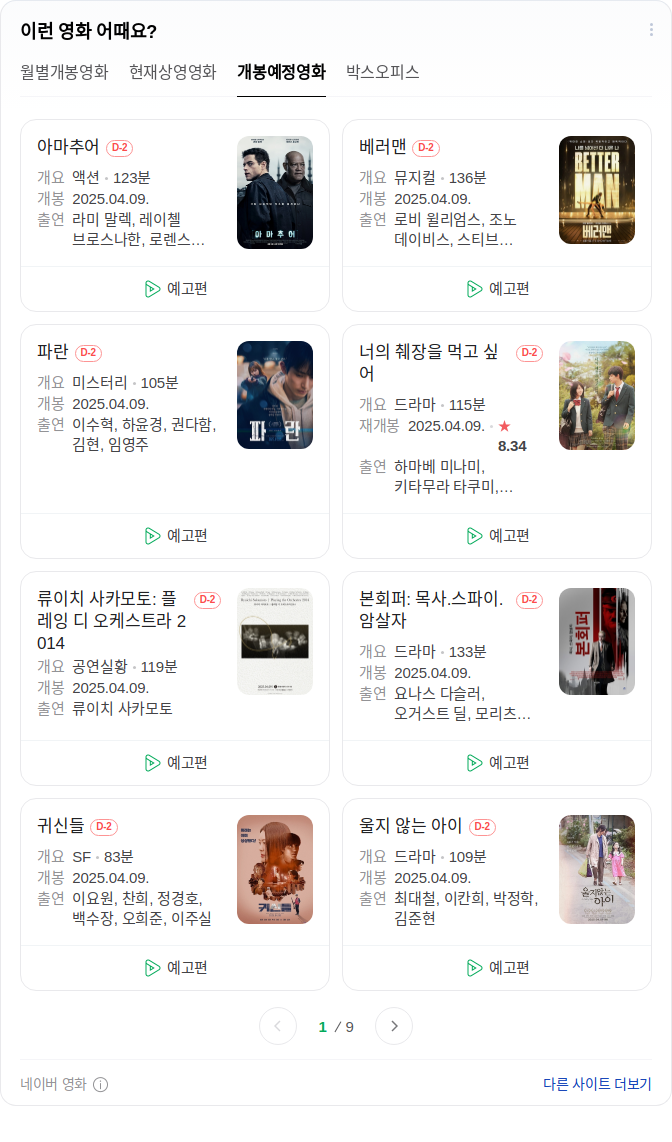 이런 영화 어때요?
월별개봉영화 현재상영영화 개봉예정영화 박스오피스
아마추어 D-2
개요 액션 · 123분
개봉 2025.04.09.
출연 라미 말렉, 레이첼
브로스나한, 로렌스…
아마추어
예고편
베러맨 D-2
개요 뮤지컬 · 136분
개봉 2025.04.09.
출연 로비 윌리엄스, 조노
데이비스, 스티브…
BETTER
MAN
베러맨
예고편
파란 D-2
개요 미스터리 · 105분
개봉 2025.04.09.
출연 이수혁, 하윤경, 권다함,
김현, 임영주
파란
예고편
너의 췌장을 먹고 싶 D-2
어
개요 드라마 · 115분
재개봉 2025.04.09. · ★
8.34
출연 하마베 미나미,
키타무라 타쿠미,…
예고편
류이치 사카모토: 플 D-2
레잉 디 오케스트라 2
014
개요 공연실황 · 119분
개봉 2025.04.09.
출연 류이치 사카모토
예고편
본회퍼: 목사.스파이. D-2
암살자
개요 드라마 · 133분
개봉 2025.04.09.
출연 요나스 다슬러,
오거스트 딜, 모리츠…
본회퍼
예고편
귀신들 D-2
개요 SF · 83분
개봉 2025.04.09.
출연 이요원, 찬희, 정경호,
백수장, 오희준, 이주실
귀신들
예고편
울지 않는 아이 D-2
개요 드라마 · 109분
개봉 2025.04.09.
출연 최대철, 이칸희, 박정학,
김준현
울지않는
아이
예고편
1 / 9
네이버 영화
다른 사이트 더보기